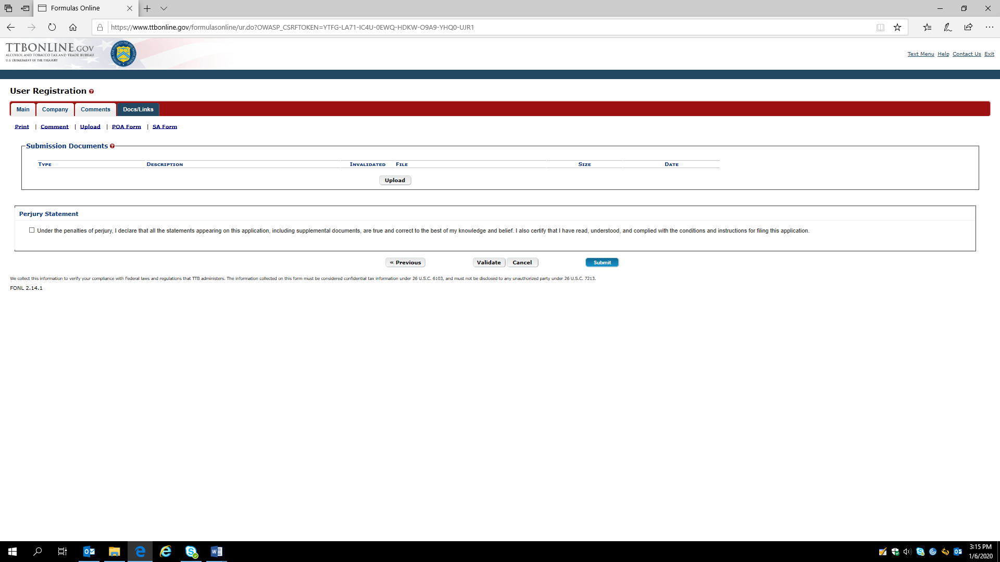 Formulas Online
https://www.ttbonline.gov/formulasonline/ur.do?OWASP_CSRFTOKEN=YTFG-LA71-IC4U-0EWQ-HDKW-O9A9-YHQ0-UJR1
TTBONLINE.GOV
ALCOHOL AND TOBACCO TAX AND TRADE BUREAU
U.S. DEPARTMENT OF THE TREASURY
Text Menu Help Contact Us Exit
User Registration ?
Main Company Comments Docs/Links
Print | Comment | Upload | POA Form | SA Form
Submission Documents ?
TYPE DESCRIPTION INVALIDATED FILE SIZE DATE
Upload
Perjury Statement
Under the penalties of perjury, I declare that all the statements appearing on this application, including supplemental documents, are true and correct to the best of my knowledge and belief. I also certify that I have read, understood, and complied with the conditions and instructions for filing this application.
« Previous Validate Cancel Submit
We collect this information to verify your compliance with Federal laws and regulations that TTB administers. The information collected on this form must be considered confidential tax information under 26 U.S.C. 6103, and must not be disclosed to any unauthorized party under 26 U.S.C. 7213.
FONL 2.14.1
3:15 PM
1/6/2020